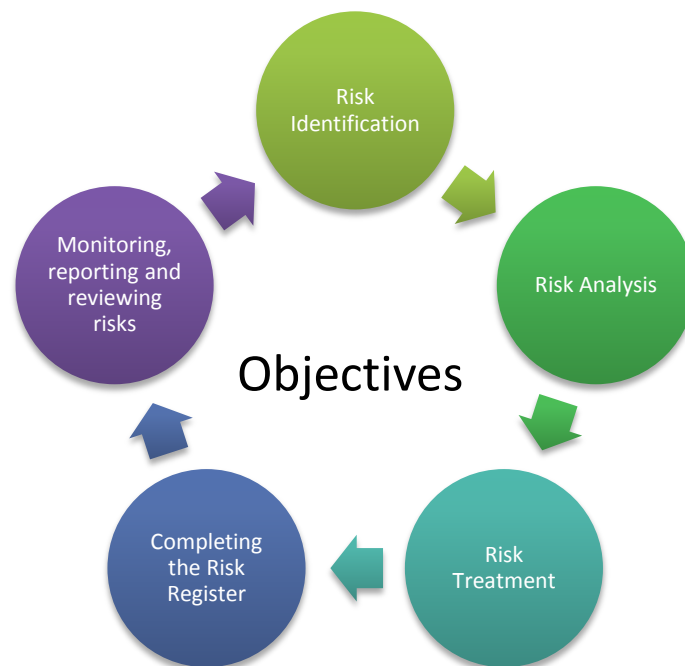 Risk
Identification
Risk Analysis
Risk
Treatment
Completing
the Risk
Register
Monitoring,
reporting and
reviewing
risks
Objectives